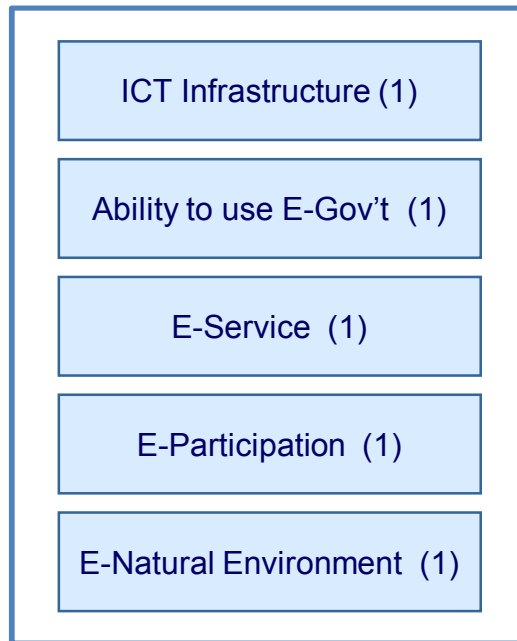 ICT Infrastructure (1)
Ability to use E-Gov’t (1)
E-Service (1)
E-Participation (1)
E-Natural Environment (1)